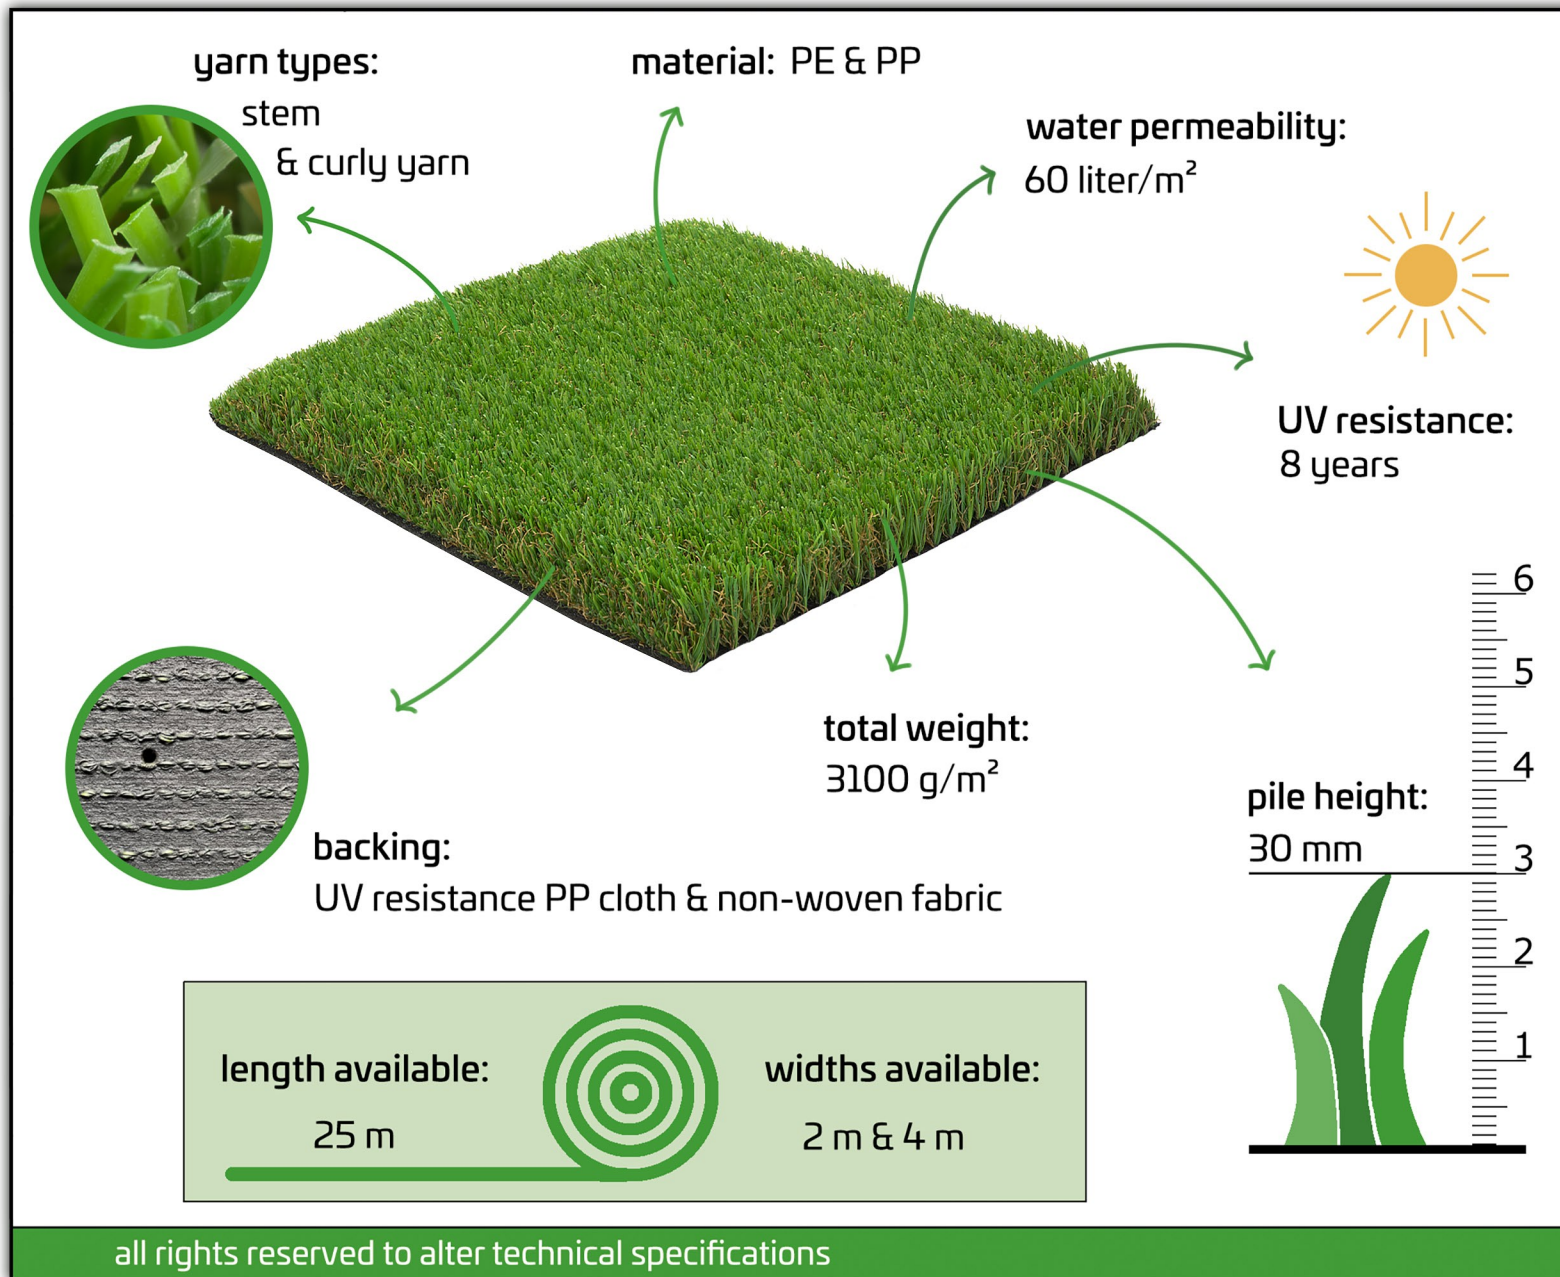 yarn types:
stem
& curly yarn
material: PE & PP
water permeability:
60 liter/m²
UV resistance:
8 years
6
5
4
3
2
1
pile height:
30 mm
total weight:
3100 g/m²
backing:
UV resistance PP cloth & non-woven fabric
length available:
25 m
widths available:
2 m & 4 m
all rights reserved to alter technical specifications